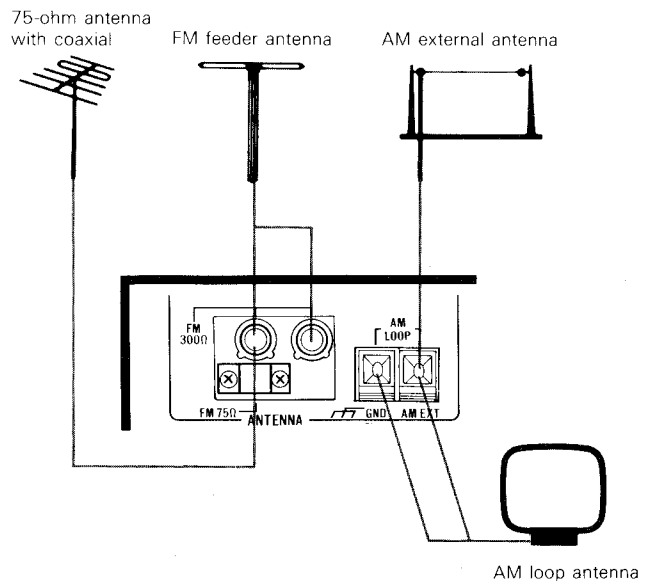 75-ohm antenna
with coaxial
FM feeder antenna
AM external antenna
FM
300Ω
AM
LOOP
FM 75Ω
ANTENNA
GND
AM EXT
AM loop antenna